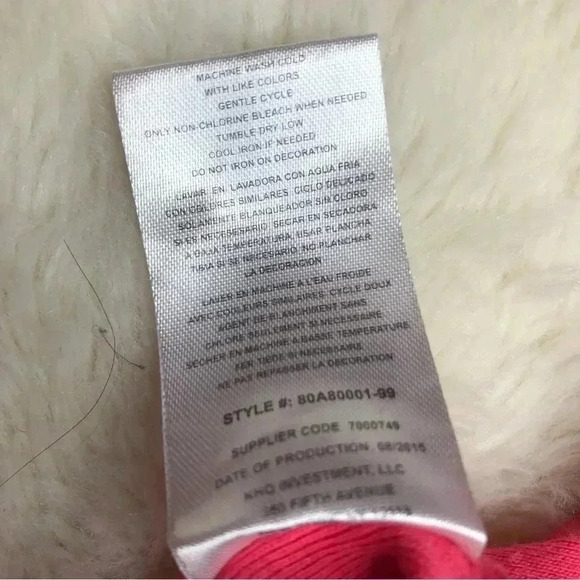 MACHINE WASH COLD
WITH LIKE COLORS
GENTLE CYCLE
ONLY NON-CHLORINE BLEACH WHEN NEEDED
TUMBLE DRY LOW
COOL IRON IF NEEDED
DO NOT IRON ON DECORATION
LAVAR EN LAVADORA CON AGUA FRIA
CON COLORES SIMILARES. CICLO DELICADO
SOLAMENTE BLANQUEADOR SIN CLORO
SI ES NECESSERARIO. SECAR EN SECADORA
A BAJA TEMPERATURA. USAR PLANCHA
TIBIA SI SE NECESARIO. NO PLANCHAR
LA DECORACION
LAVER EN MACHINE A L'EAU FROIDE
AVEC COULEURS SIMILAIRES. CYCLE DOUX
AGENT DE BLANCHIMENT SANS
CHLORE SEULEMENT SI NECESSAIRE
SECHER EN MACHINE A BASSE TEMPERATURE
FER TIEDE SI NECESSAIRE
NE PAS REPASSER LA DECORATION
STYLE #: 80A80001-99
SUPPLIER CODE 7000749
DATE OF PRODUCTION 08/2015
KHQ INVESTMENT, LLC
FIFTH AVENUE